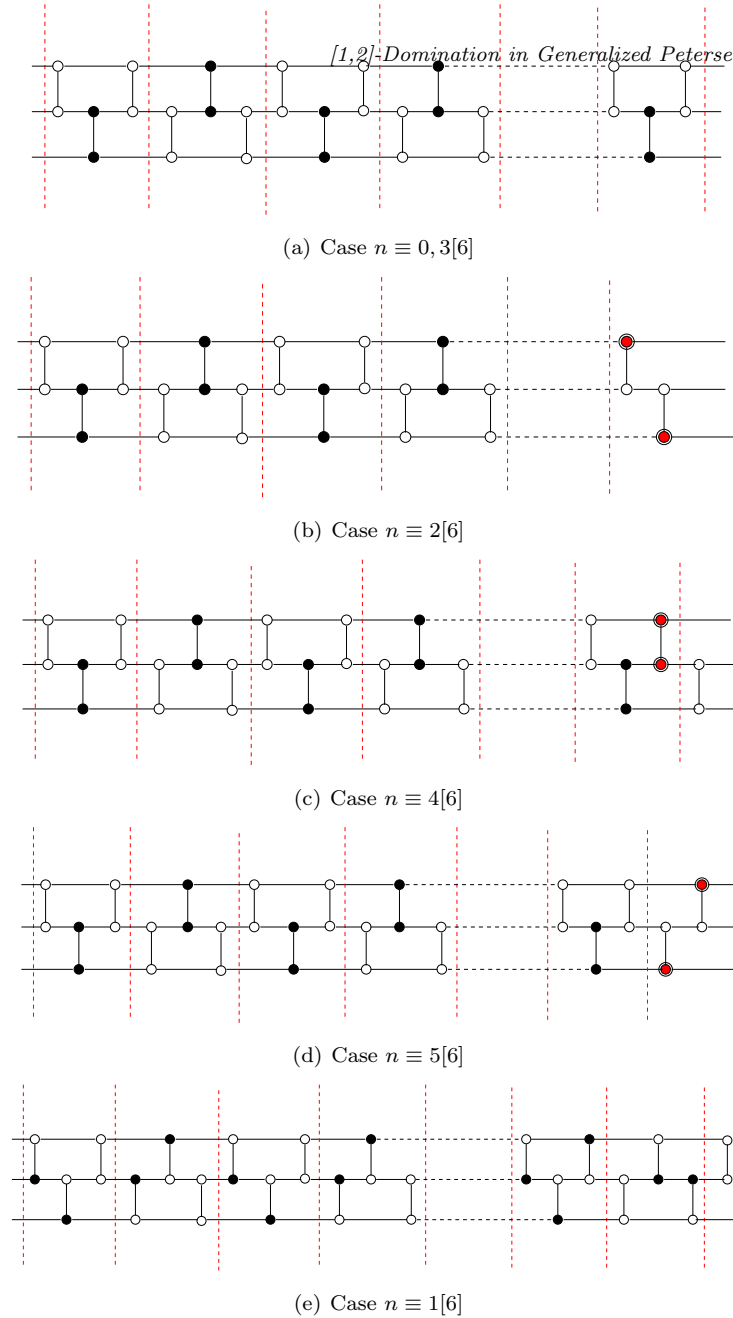 [1,2]-Domination in Generalized Peterse
(a) Case n ≡ 0, 3[6]
(b) Case n ≡ 2[6]
(c) Case n ≡ 4[6]
(d) Case n ≡ 5[6]
(e) Case n ≡ 1[6]